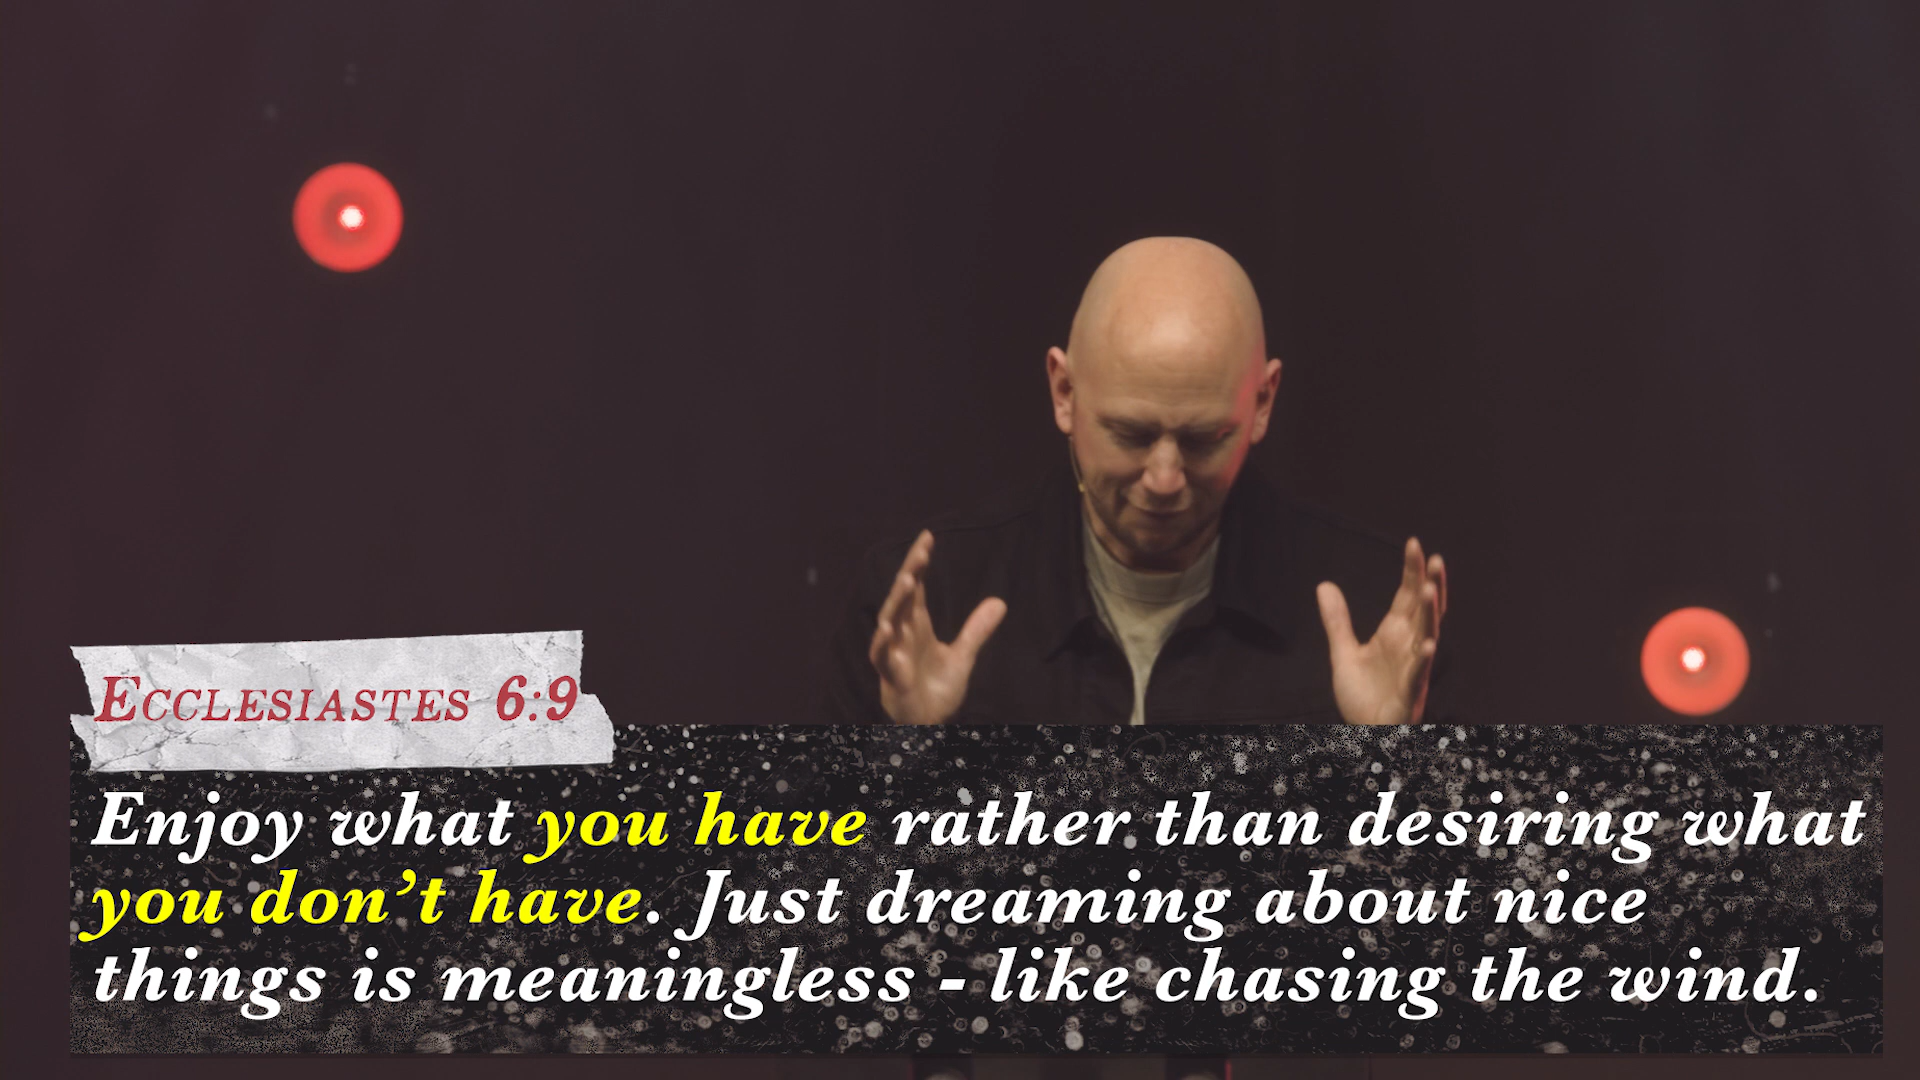 Ecclesiastes 6:9
Enjoy what you have rather than desiring what
you don’t have. Just dreaming about nice
things is meaningless - like chasing the wind.